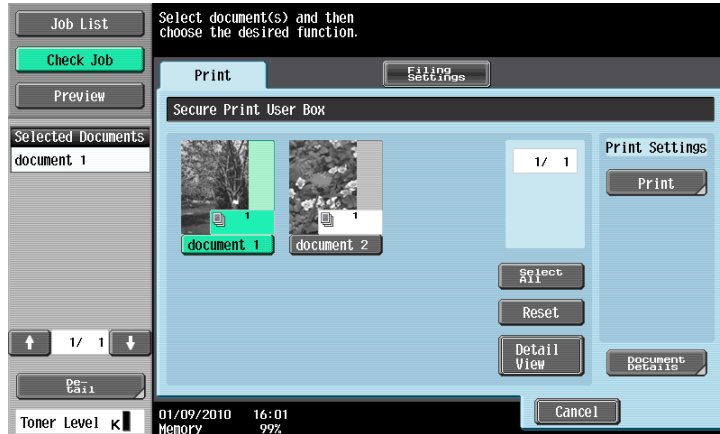 Job List
Check Job
Preview
Selected Documents
document 1
1/ 1
De-
tail
Toner Level K
Select document(s) and then
choose the desired function.
Print
Filing
Settings
Secure Print User Box
1
document 1
1
document 2
1/ 1
Select
All
Reset
Detail
View
Print Settings
Print
Document
Details
01/09/2010 16:01
Memory 99%
Cancel